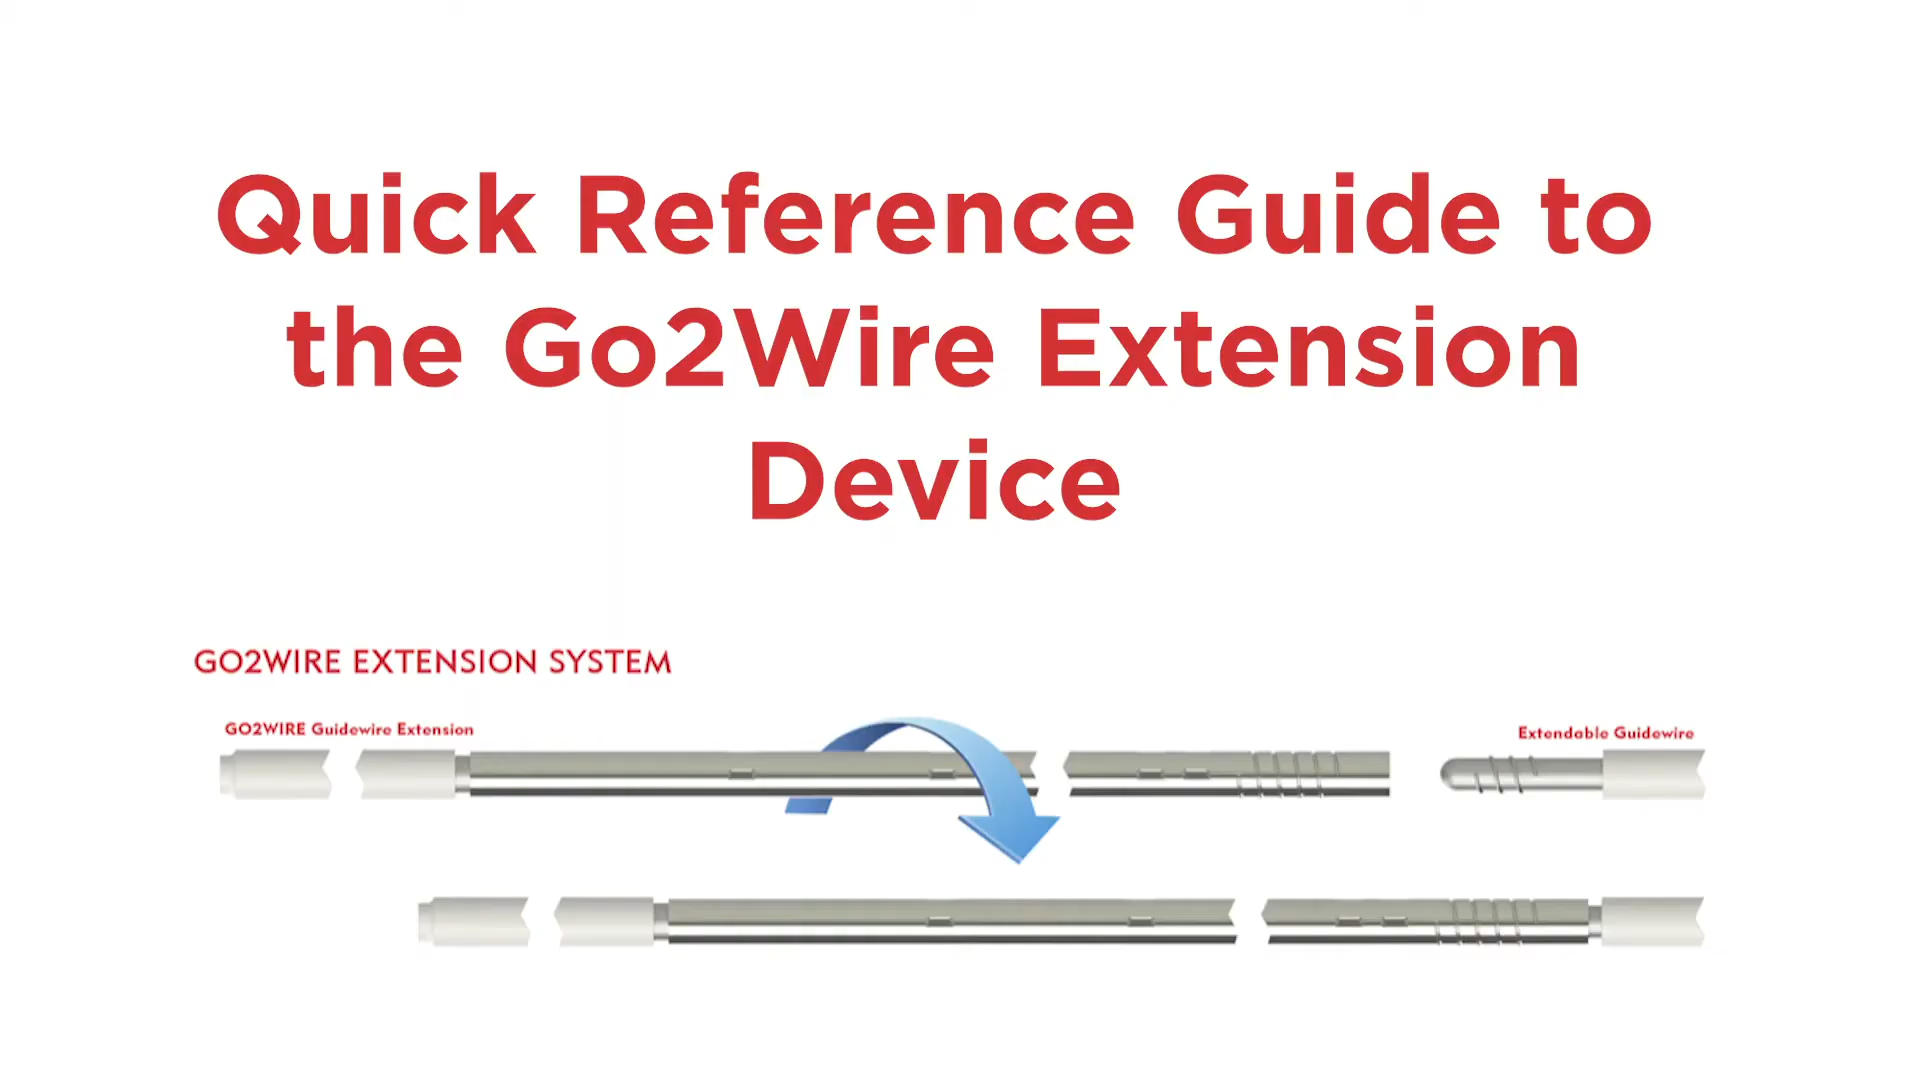 Quick Reference Guide to
the Go2Wire Extension
Device
GO2WIRE EXTENSION SYSTEM
GO2WIRE Guidewire Extension
Extendable Guidewire